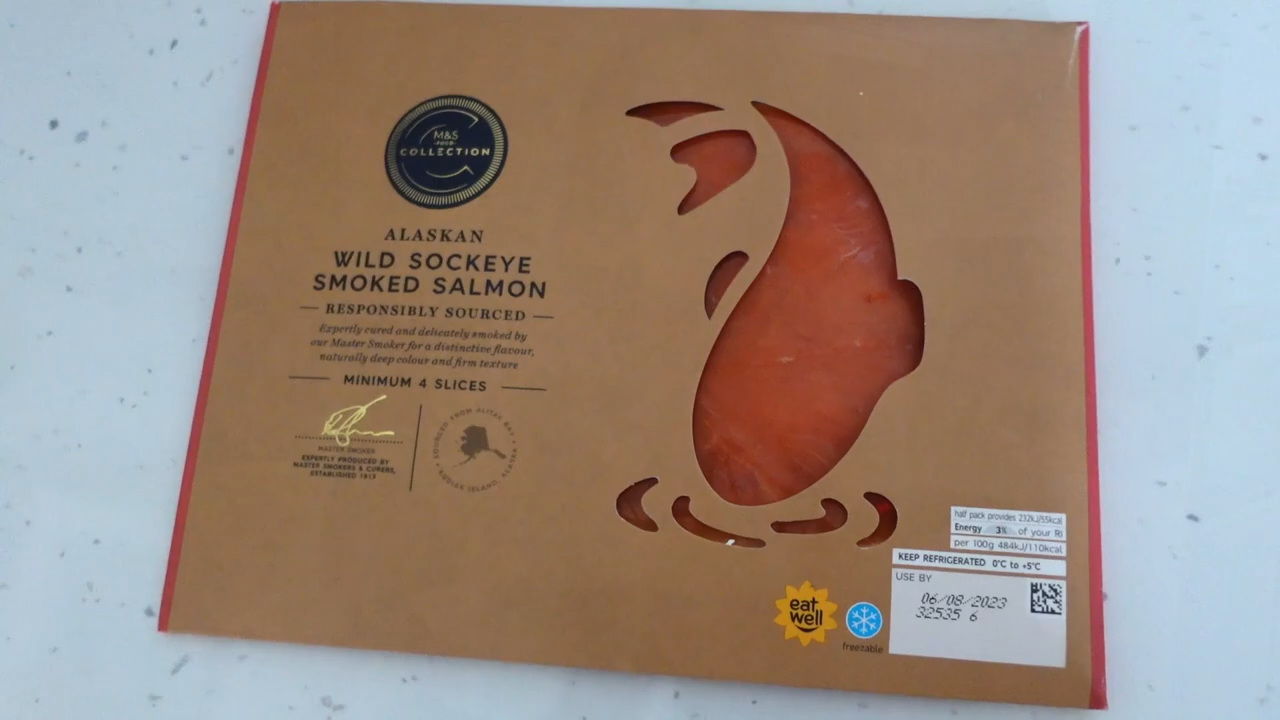 M&S
-FOOD-
COLLECTION
ALASKAN
WILD SOCKEYE
SMOKED SALMON
RESPONSIBLY SOURCED
Expertly cured and delicately smoked by
our Master Smoker for a distinctive flavour,
naturally deep colour and firm texture
MINIMUM 4 SLICES
MASTER SMOKER
EXPERTLY PRODUCED BY
MASTER SMOKERS & CURERS,
ESTABLISHED 1913
SOURCED FROM ALITAK BAY
• KODIAK ISLAND, ALASKA •
half pack provides 232kJ/55kcal
Energy 3% of your RI
per 100g 484kJ/110kcal
KEEP REFRIGERATED 0°C to +5°C
USE BY
06/08/2023
32535 6
eat
well
freezable